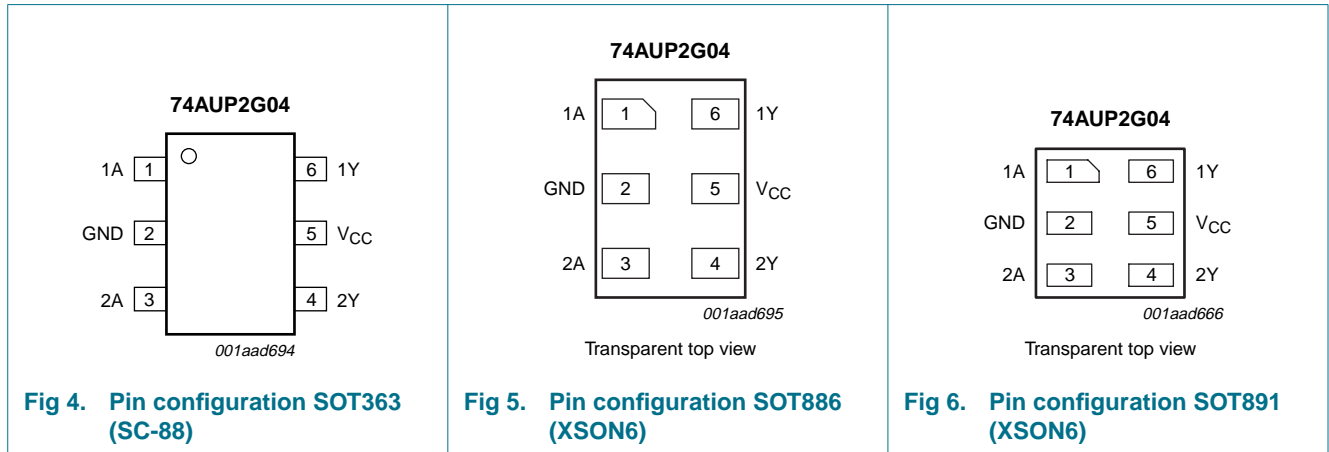 74AUP2G04
1A 1 6 1Y
GND 2 5 VCC
2A 3 4 2Y
001aad694
Fig 4. Pin configuration SOT363
(SC-88)
74AUP2G04
1A 1 6 1Y
GND 2 5 VCC
2A 3 4 2Y
001aad695
Transparent top view
Fig 5. Pin configuration SOT886
(XSON6)
74AUP2G04
1A 1 6 1Y
GND 2 5 VCC
2A 3 4 2Y
001aad666
Transparent top view
Fig 6. Pin configuration SOT891
(XSON6)